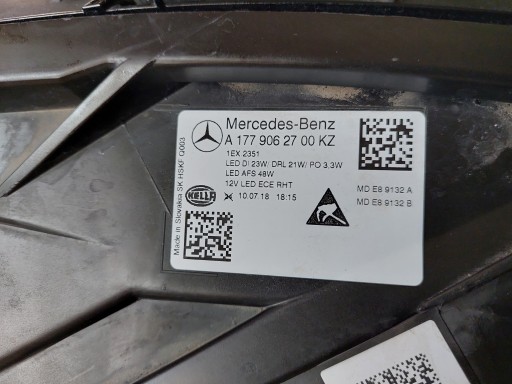 Mercedes-Benz
A 177 906 27 00 KZ
1EX 2351
LED DI 23W/ DRL 21W/ PO 3,3W
LED AFS 48W
12V LED ECE RHT
HELLA
10.07.18 18:15
MD E8 9132 A
MD E8 9132 B
Made in Slovakia SK HSKF Q003